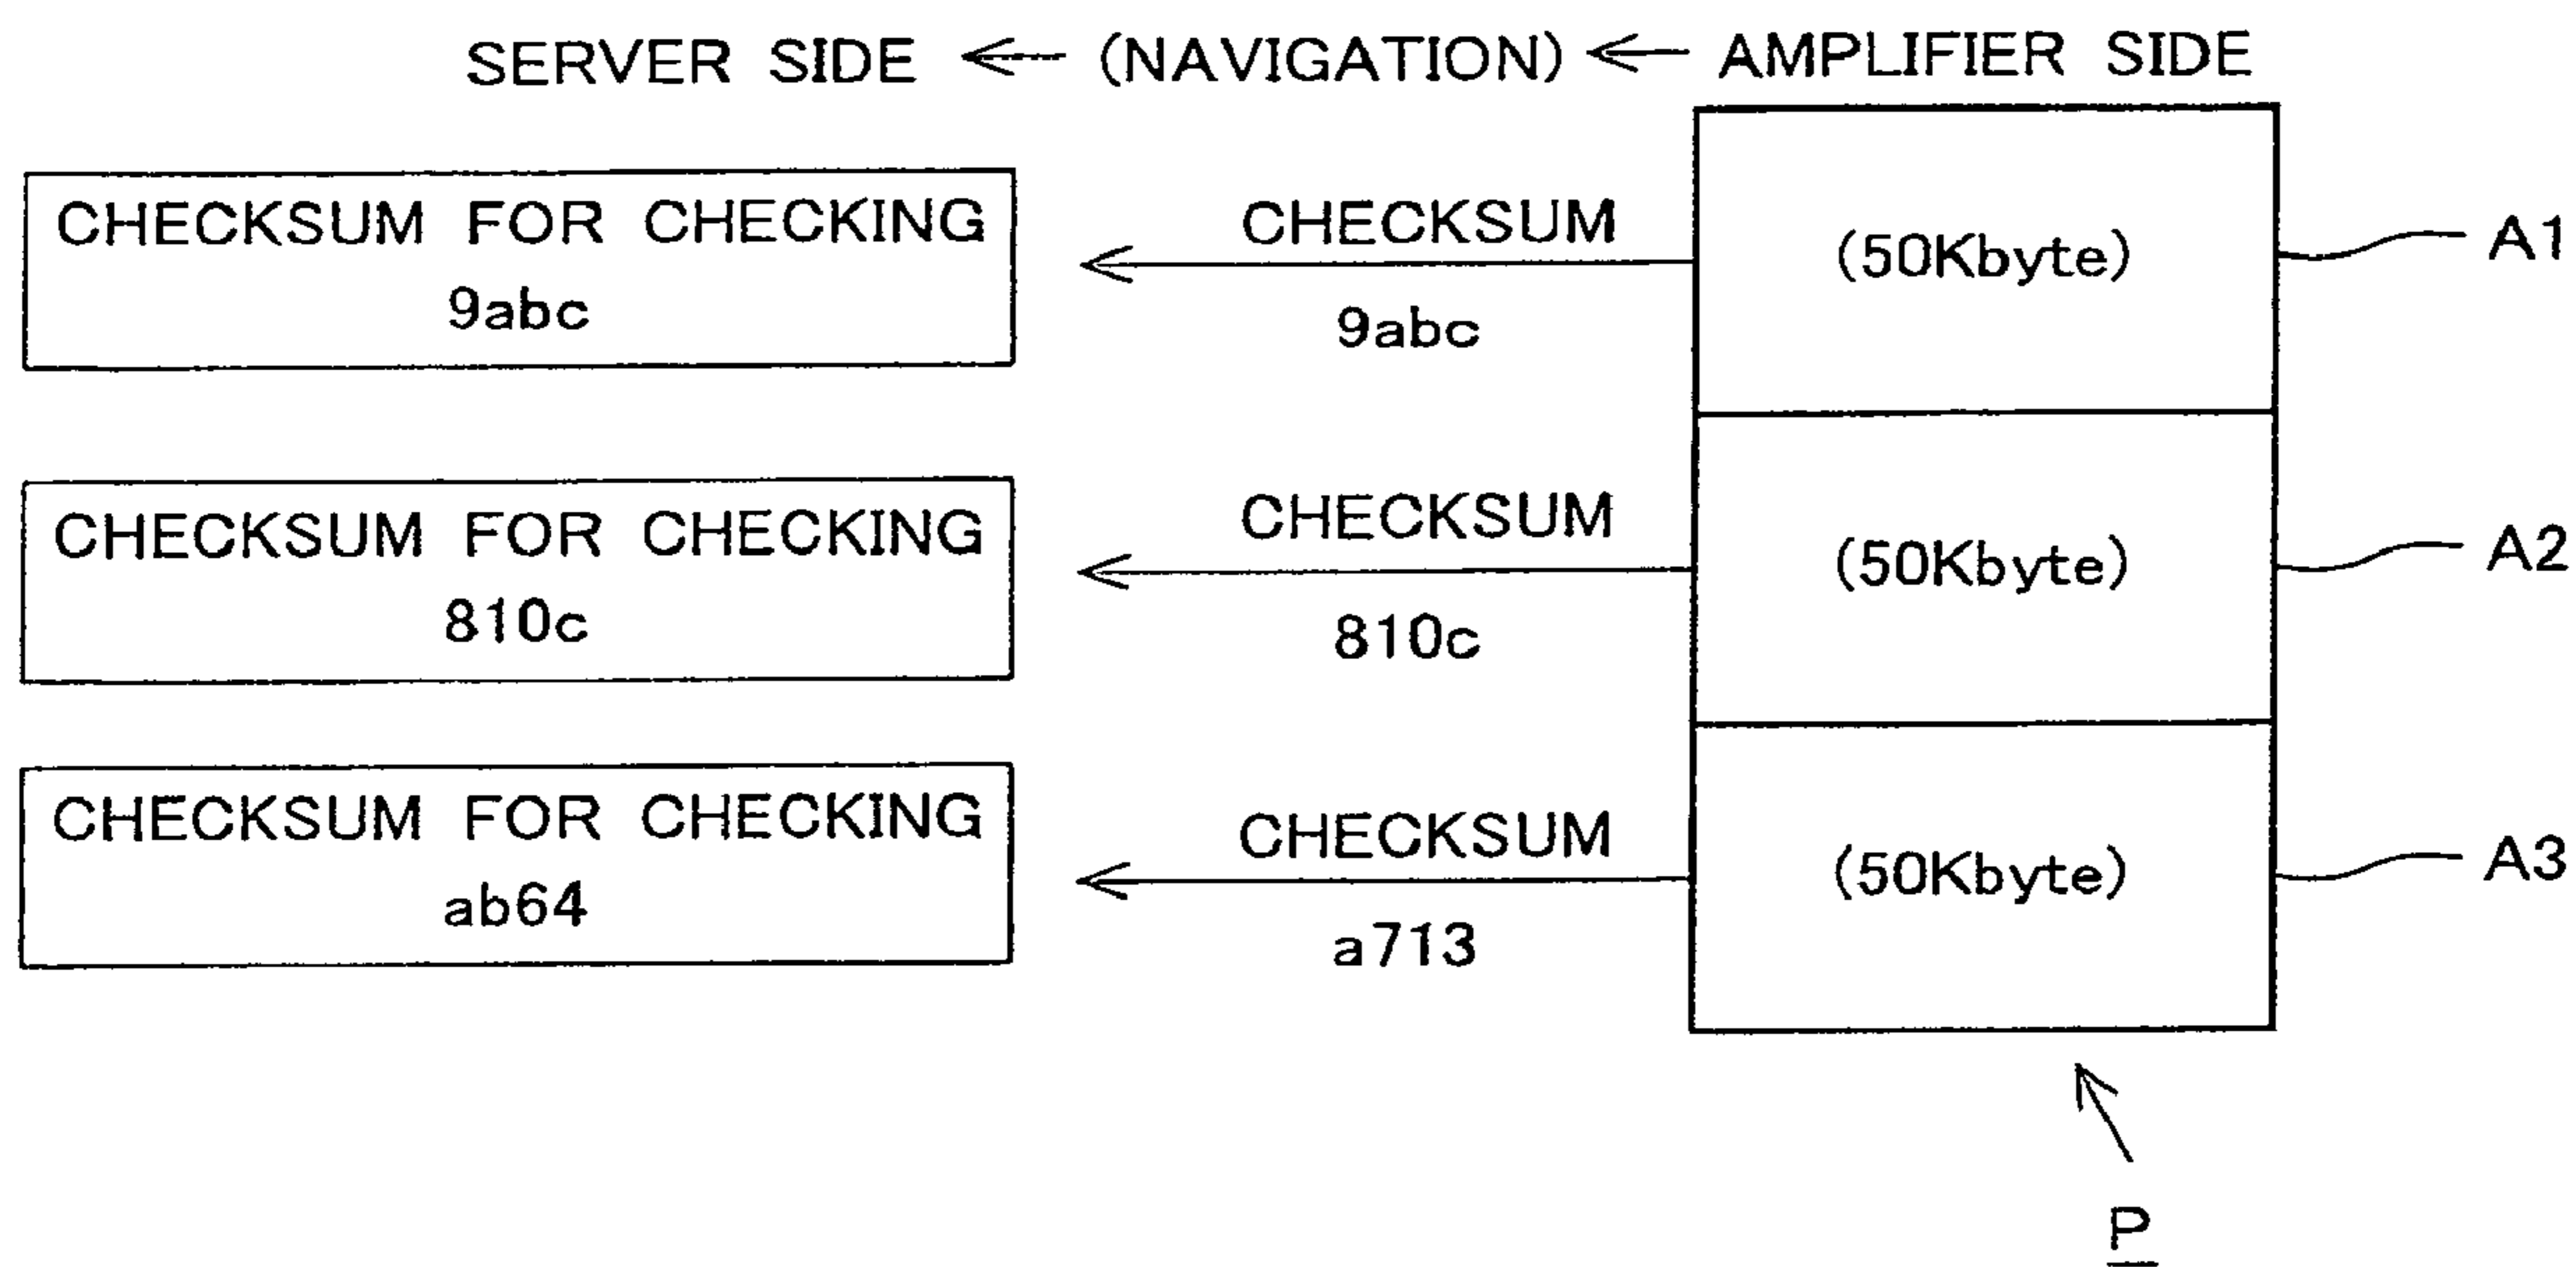 SERVER SIDE (NAVIGATION) AMPLIFIER SIDE
CHECKSUM FOR CHECKING
9abc
CHECKSUM
9abc
(50Kbyte)
A1
CHECKSUM FOR CHECKING
810c
CHECKSUM
810c
(50Kbyte)
A2
CHECKSUM FOR CHECKING
ab64
CHECKSUM
a713
(50Kbyte)
A3
P